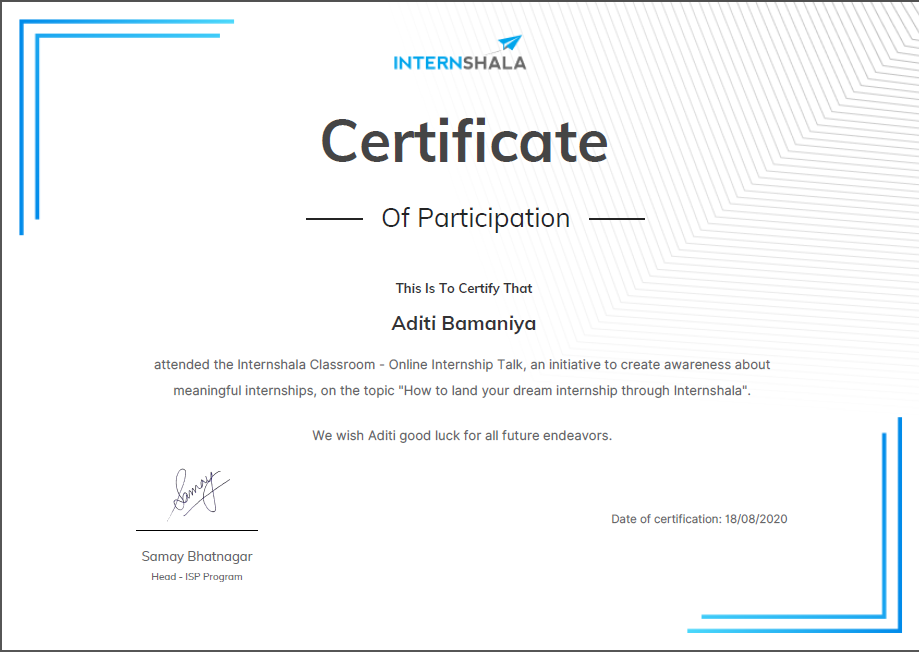 INTERNSHALA
Certificate
Of Participation
This Is To Certify That
Aditi Bamaniya
attended the Internshala Classroom - Online Internship Talk, an initiative to create awareness about
meaningful internships, on the topic "How to land your dream internship through Internshala".
We wish Aditi good luck for all future endeavors.
Samay
Date of certification: 18/08/2020
Samay Bhatnagar
Head - ISP Program